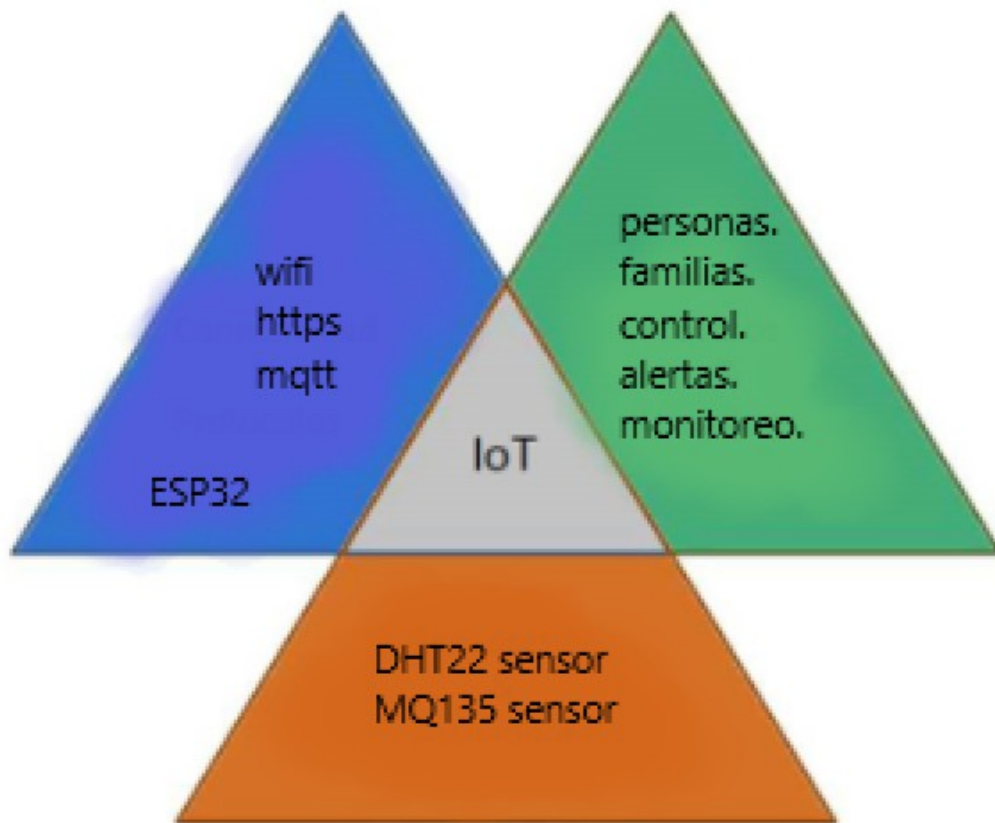 wifi
https
mqtt
ESP32
personas.
familias.
control.
alertas.
monitoreo.
IoT
DHT22 sensor
MQ135 sensor